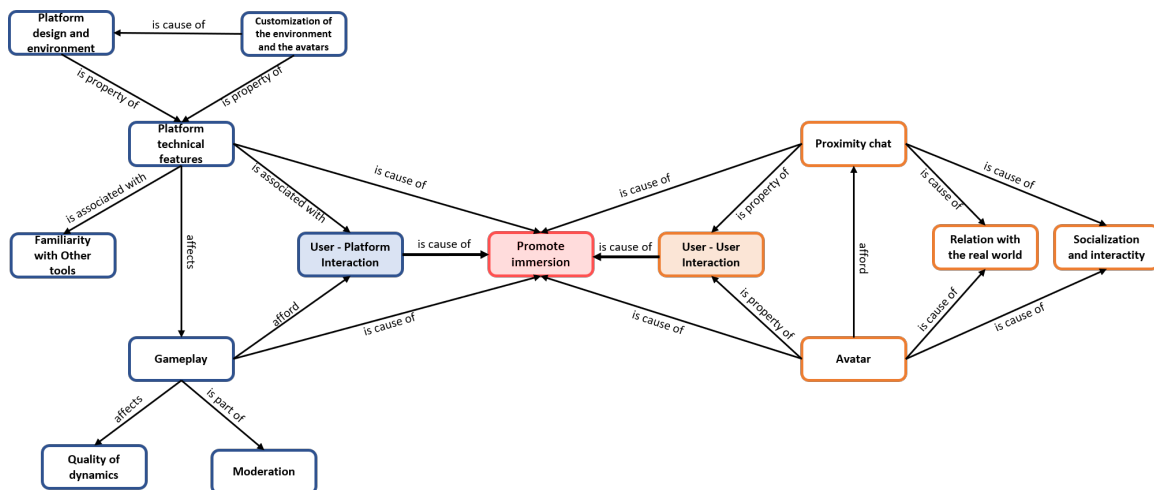 Platform
design and
environment
is cause of
Customization of
the environment
and the avatars
is property of
is property of
Platform
technical
features
Proximity chat
is associated with
is associated with
is cause of
is cause of
is property of
is cause of
is cause of
affects
afford
Familiarity
with Other
tools
User - Platform
Interaction
is cause of
Promote
immersion
is cause of
User - User
Interaction
Relation with
the real world
Socialization
and interactity
afford
is cause of
is cause of
is property of
is cause of
is cause of
Gameplay
Avatar
affects
is part of
Quality of
dynamics
Moderation